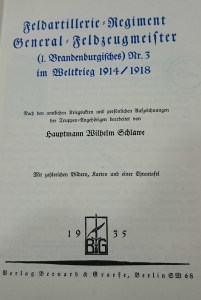 Feldartillerie-Regiment
General-Feldzeugmeister
(1. Brandenburgisches) Nr. 3
im Weltkrieg 1914/1918
Nach den amtlichen Kriegsakten und persönlichen Aufzeichnungen
der Truppen-Angehörigen bearbeitet von
Hauptmann Wilhelm Schlawe
Mit zahlreichen Bildern, Karten und einer Ehrentafel
19 35
B&G
Verlag Bernard & Graefe, Berlin SW 68